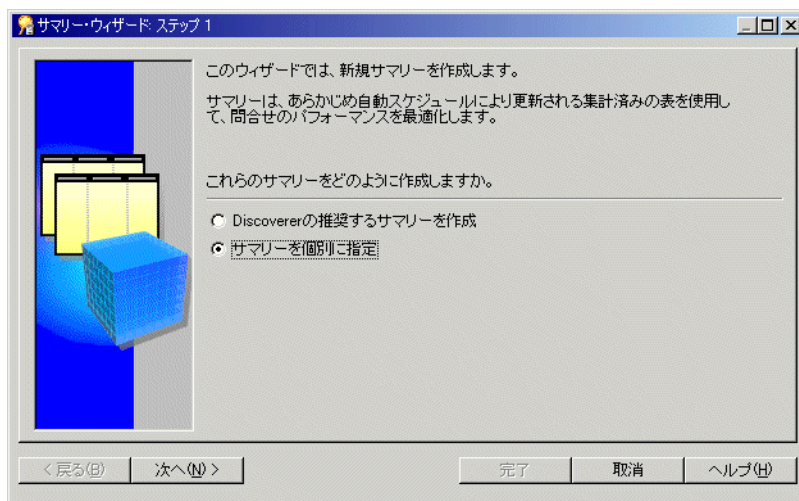 サマリー・ウィザード: ステップ 1
このウィザードでは、新規サマリーを作成します。
サマリーは、あらかじめ自動スケジュールにより更新される集計済みの表を使用し
て、問合せのパフォーマンスを最適化します。
これらのサマリーをどのように作成しますか。
Discovererの推奨するサマリーを作成
サマリーを個別に指定
< 戻る(B)
次へ(N) >
完了
取消
ヘルプ(H)